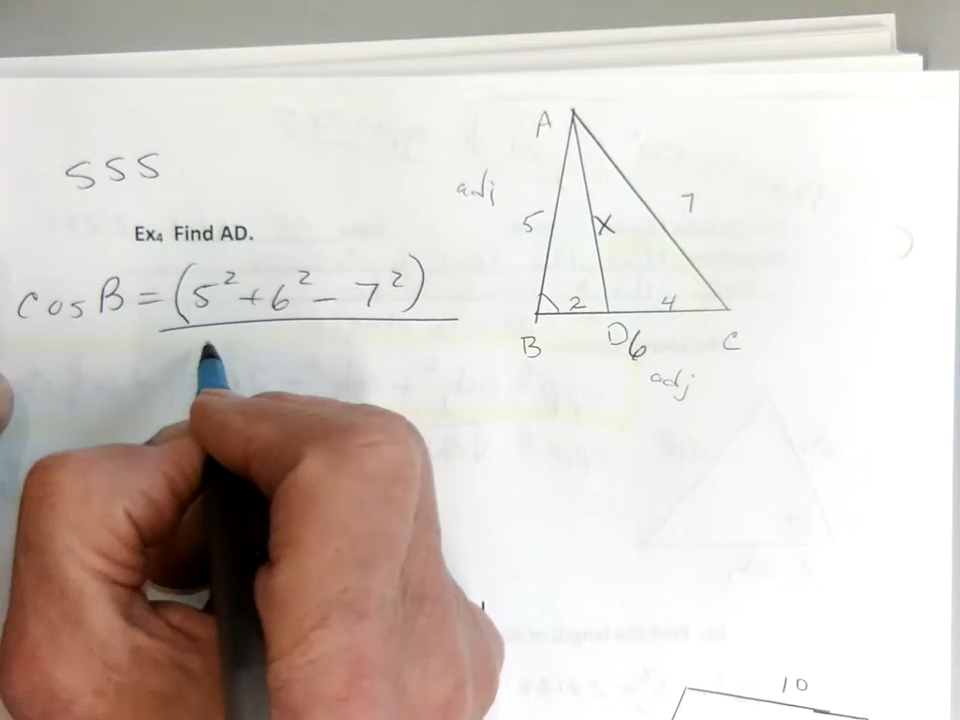 SSS
Ex4 Find AD.
cos B = (5² + 6² - 7²)
A
adj
5
x
7
2
4
B
D
6
C
adj
10